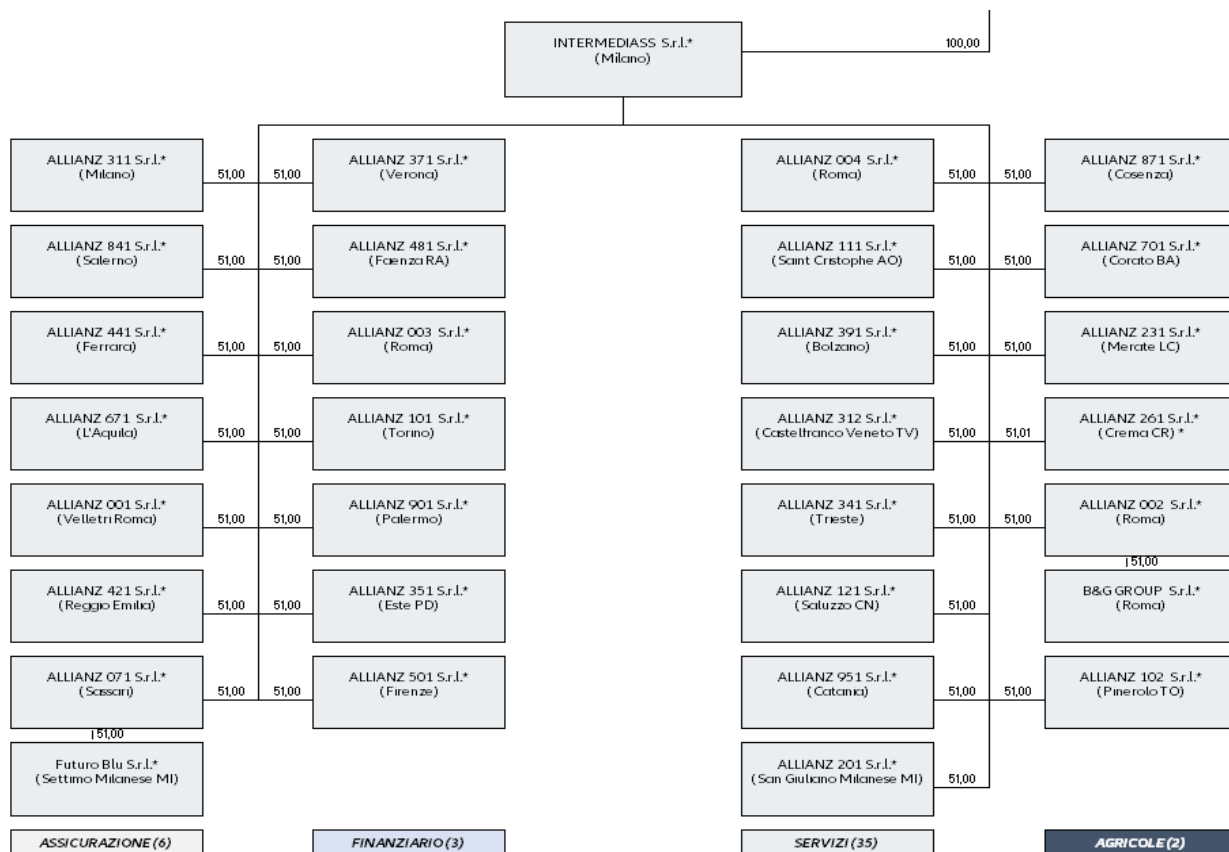 INTERMEDIASS S.r.l.*
(Milano)
100,00
ALLIANZ 311 S.r.l.*
(Milano)
51,00
51,00
ALLIANZ 371 S.r.l.*
(Verona)
ALLIANZ 004 S.r.l.*
(Roma)
51,00
51,00
ALLIANZ 871 S.r.l.*
(Cosenza)
ALLIANZ 841 S.r.l.*
(Salerno)
51,00
51,00
ALLIANZ 481 S.r.l.*
(Faenza RA)
ALLIANZ 111 S.r.l.*
(Saint Cristophe AO)
51,00
51,00
ALLIANZ 701 S.r.l.*
(Corato BA)
ALLIANZ 441 S.r.l.*
(Ferrara)
51,00
51,00
ALLIANZ 003 S.r.l.*
(Roma)
ALLIANZ 391 S.r.l.*
(Bolzano)
51,00
51,00
ALLIANZ 231 S.r.l.*
(Merate LC)
ALLIANZ 671 S.r.l.*
(L'Aquila)
51,00
51,00
ALLIANZ 101 S.r.l.*
(Torino)
ALLIANZ 312 S.r.l.*
(Castelfranco Veneto TV)
51,00
51,01
ALLIANZ 261 S.r.l.*
(Crema CR) *
ALLIANZ 001 S.r.l.*
(Velletri Roma)
51,00
51,00
ALLIANZ 901 S.r.l.*
(Palermo)
ALLIANZ 341 S.r.l.*
(Trieste)
51,00
51,00
ALLIANZ 002 S.r.l.*
(Roma)
51,00
ALLIANZ 421 S.r.l.*
(Reggio Emilia)
51,00
51,00
ALLIANZ 351 S.r.l.*
(Este PD)
ALLIANZ 121 S.r.l.*
(Saluzzo CN)
51,00
B&G GROUP S.r.l.*
(Roma)
ALLIANZ 071 S.r.l.*
(Sassari)
51,00
51,00
ALLIANZ 501 S.r.l.*
(Firenze)
ALLIANZ 951 S.r.l.*
(Catania)
51,00
51,00
ALLIANZ 102 S.r.l.*
(Pinerolo TO)
51,00
Futuro Blu S.r.l.*
(Settimo Milanese MI)
ALLIANZ 201 S.r.l.*
(San Giuliano Milanese MI)
51,00
ASSICURAZIONE (6)
FINANZIARIO (3)
SERVIZI (35)
AGRICOLE (2)